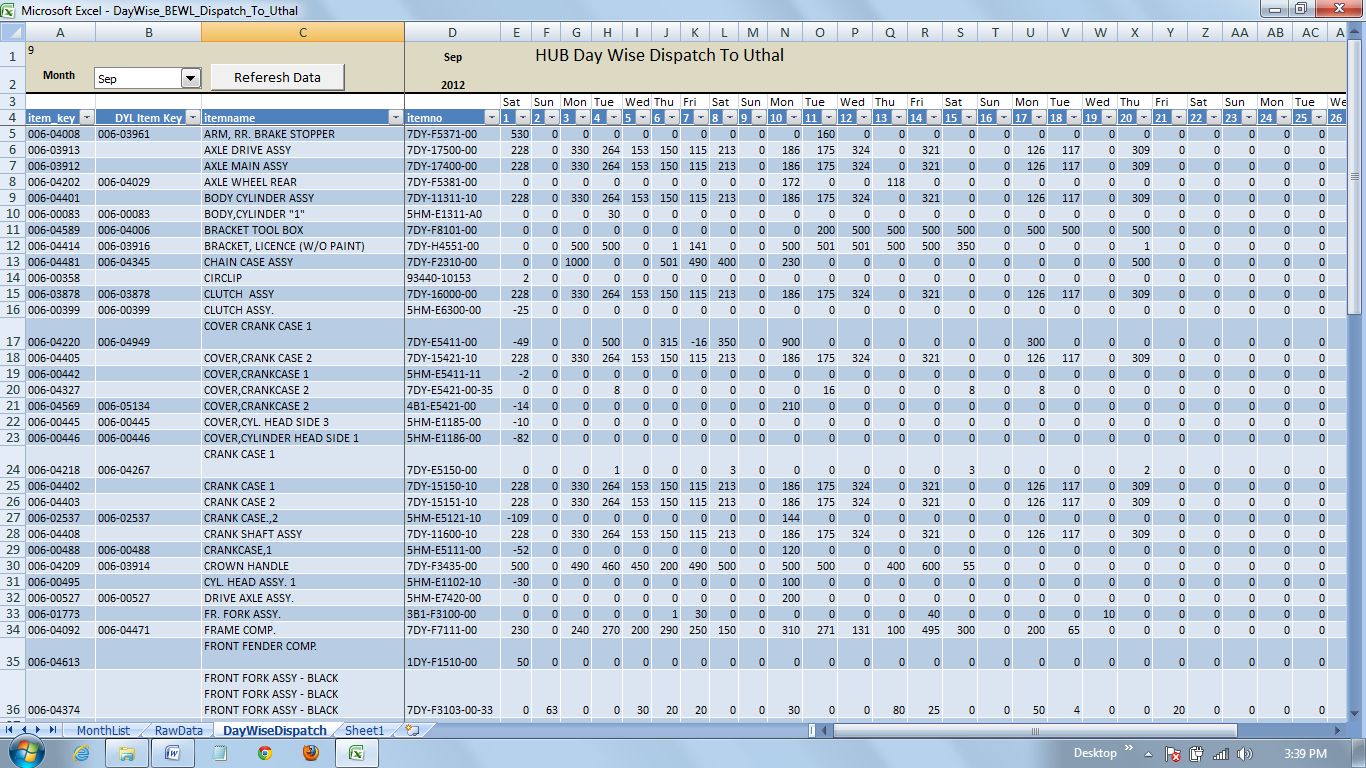 Microsoft Excel - DayWise_BEWL_Dispatch_To_Uthal
A B C D E F G H I J K L M N O P Q R S T U V W X Y Z AA AB AC A
1 9 Sep HUB Day Wise Dispatch To Uthal
Month Sep Referesh Data
2 2012
3 Sat Sun Mon Tue Wed Thu Fri Sat Sun Mon Tue Wed Thu Fri Sat Sun Mon Tue Wed Thu Fri Sat Sun Mon Tue We
4 item_key DYL Item Key itemname itemno 1 2 3 4 5 6 7 8 9 10 11 12 13 14 15 16 17 18 19 20 21 22 23 24 25 26
5 006-04008 006-03961 ARM, RR. BRAKE STOPPER 7DY-F5371-00 530 0 0 0 0 0 0 0 0 0 160 0 0 0 0 0 0 0 0 0 0 0 0 0 0
6 006-03913 AXLE DRIVE ASSY 7DY-17500-00 228 0 330 264 153 150 115 213 0 186 175 324 0 321 0 0 126 117 0 309 0 0 0 0 0
7 006-03912 AXLE MAIN ASSY 7DY-17400-00 228 0 330 264 153 150 115 213 0 186 175 324 0 321 0 0 126 117 0 309 0 0 0 0 0
8 006-04202 006-04029 AXLE WHEEL REAR 7DY-F5381-00 0 0 0 0 0 0 0 0 0 172 0 0 118 0 0 0 0 0 0 0 0 0 0 0 0
9 006-04401 BODY CYLINDER ASSY 7DY-11311-10 228 0 330 264 153 150 115 213 0 186 175 324 0 321 0 0 126 117 0 309 0 0 0 0 0
10 006-00083 006-00083 BODY,CYLINDER "1" 5HM-E1311-A0 0 0 0 30 0 0 0 0 0 0 0 0 0 0 0 0 0 0 0 0 0 0 0 0 0
11 006-04589 006-04006 BRACKET TOOL BOX 7DY-F8101-00 0 0 0 0 0 0 0 0 0 0 200 500 500 500 500 0 500 500 0 500 0 0 0 0 0
12 006-04414 006-03916 BRACKET, LICENCE (W/O PAINT) 7DY-H4551-00 0 0 500 500 0 1 141 0 0 500 501 501 500 500 350 0 0 0 0 1 0 0 0 0 0
13 006-04481 006-04345 CHAIN CASE ASSY 7DY-F2310-00 0 0 1000 0 0 501 490 400 0 230 0 0 0 0 0 0 0 0 0 500 0 0 0 0 0
14 006-00358 CIRCLIP 93440-10153 2 0 0 0 0 0 0 0 0 0 0 0 0 0 0 0 0 0 0 0 0 0 0 0 0
15 006-03878 006-03878 CLUTCH ASSY 7DY-16000-00 228 0 330 264 153 150 115 213 0 186 175 324 0 321 0 0 126 117 0 309 0 0 0 0 0
16 006-00399 006-00399 CLUTCH ASSY. 5HM-E6300-00 -25 0 0 0 0 0 0 0 0 0 0 0 0 0 0 0 0 0 0 0 0 0 0 0 0
17 006-04220 006-04949 COVER CRANK CASE 1 7DY-E5411-00 -49 0 0 500 0 315 -16 350 0 900 0 0 0 0 0 0 300 0 0 0 0 0 0 0 0
18 006-04405 COVER,CRANK CASE 2 7DY-15421-10 228 0 330 264 153 150 115 213 0 186 175 324 0 321 0 0 126 117 0 309 0 0 0 0 0
19 006-00442 COVER,CRANKCASE 1 5HM-E5411-11 -2 0 0 0 0 0 0 0 0 0 0 0 0 0 0 0 0 0 0 0 0 0 0 0 0
20 006-04327 COVER,CRANKCASE 2 7DY-E5421-00-35 0 0 0 8 0 0 0 0 0 0 16 0 0 0 8 0 8 0 0 0 0 0 0 0 0
21 006-04569 006-05134 COVER,CRANKCASE 2 4B1-E5421-00 -14 0 0 0 0 0 0 0 0 210 0 0 0 0 0 0 0 0 0 0 0 0 0 0 0
22 006-00445 006-00445 COVER,CYL. HEAD SIDE 3 5HM-E1185-00 -10 0 0 0 0 0 0 0 0 0 0 0 0 0 0 0 0 0 0 0 0 0 0 0 0
23 006-00446 006-00446 COVER,CYLINDER HEAD SIDE 1 5HM-E1186-00 -82 0 0 0 0 0 0 0 0 0 0 0 0 0 0 0 0 0 0 0 0 0 0 0 0
24 006-04218 006-04267 CRANK CASE 1 7DY-E5150-00 0 0 0 1 0 0 0 3 0 0 0 0 0 0 3 0 0 0 0 2 0 0 0 0 0
25 006-04402 CRANK CASE 1 7DY-15150-10 228 0 330 264 153 150 115 213 0 186 175 324 0 321 0 0 126 117 0 309 0 0 0 0 0
26 006-04403 CRANK CASE 2 7DY-15151-10 228 0 330 264 153 150 115 213 0 186 175 324 0 321 0 0 126 117 0 309 0 0 0 0 0
27 006-02537 006-02537 CRANK CASE.,2 5HM-E5121-10 -109 0 0 0 0 0 0 0 0 144 0 0 0 0 0 0 0 0 0 0 0 0 0 0 0
28 006-04408 CRANK SHAFT ASSY 7DY-11600-10 228 0 330 264 153 150 115 213 0 186 175 324 0 321 0 0 126 117 0 309 0 0 0 0 0
29 006-00488 006-00488 CRANKCASE,1 5HM-E5111-00 -52 0 0 0 0 0 0 0 0 120 0 0 0 0 0 0 0 0 0 0 0 0 0 0 0
30 006-04209 006-03914 CROWN HANDLE 7DY-F3435-00 500 0 490 460 450 200 490 500 0 500 500 0 400 600 55 0 0 0 0 0 0 0 0 0 0
31 006-00495 CYL. HEAD ASSY. 1 5HM-E1102-10 -30 0 0 0 0 0 0 0 0 100 0 0 0 0 0 0 0 0 0 0 0 0 0 0 0
32 006-00527 006-00527 DRIVE AXLE ASSY. 5HM-E7420-00 0 0 0 0 0 0 0 0 0 200 0 0 0 0 0 0 0 0 0 0 0 0 0 0 0
33 006-01773 FR. FORK ASSY. 3B1-F3100-00 0 0 0 0 0 1 30 0 0 0 0 0 0 40 0 0 0 0 10 0 0 0 0 0 0
34 006-04092 006-04471 FRAME COMP. 7DY-F7111-00 230 0 240 270 200 290 250 150 0 310 271 131 100 495 300 0 200 65 0 0 0 0 0 0 0
35 006-04613 FRONT FENDER COMP. 1DY-F1510-00 50 0 0 0 0 0 0 0 0 0 0 0 0 0 0 0 0 0 0 0 0 0 0 0 0
FRONT FORK ASSY - BLACK
FRONT FORK ASSY - BLACK
36 006-04374 FRONT FORK ASSY - BLACK 7DY-F3103-00-33 0 63 0 0 30 20 20 0 0 30 0 0 80 25 0 0 50 4 0 0 20 0 0 0 0
MonthList RawData DayWiseDispatch Sheet1
Desktop 3:39 PM